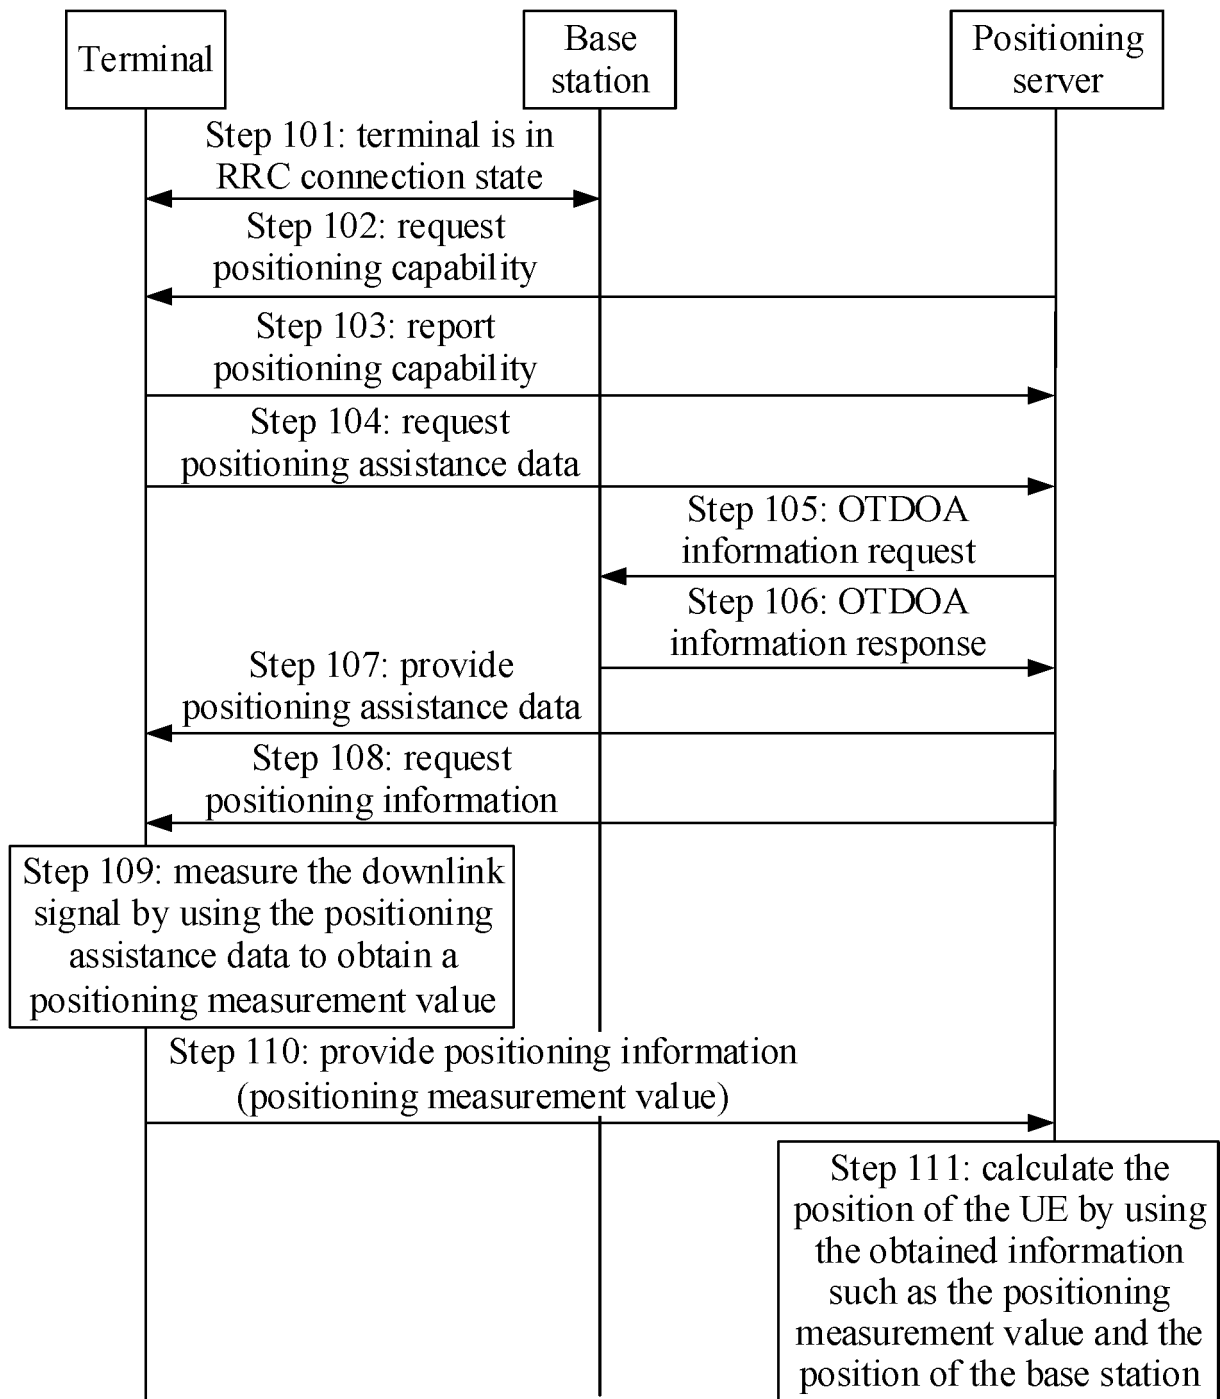 Terminal
Base
station
Positioning
server
Step 101: terminal is in
RRC connection state
Step 102: request
positioning capability
Step 103: report
positioning capability
Step 104: request
positioning assistance data
Step 105: OTDOA
information request
Step 106: OTDOA
information response
Step 107: provide
positioning assistance data
Step 108: request
positioning information
Step 109: measure the downlink
signal by using the positioning
assistance data to obtain a
positioning measurement value
Step 110: provide positioning information
(positioning measurement value)
Step 111: calculate the
position of the UE by using
the obtained information
such as the positioning
measurement value and the
position of the base station